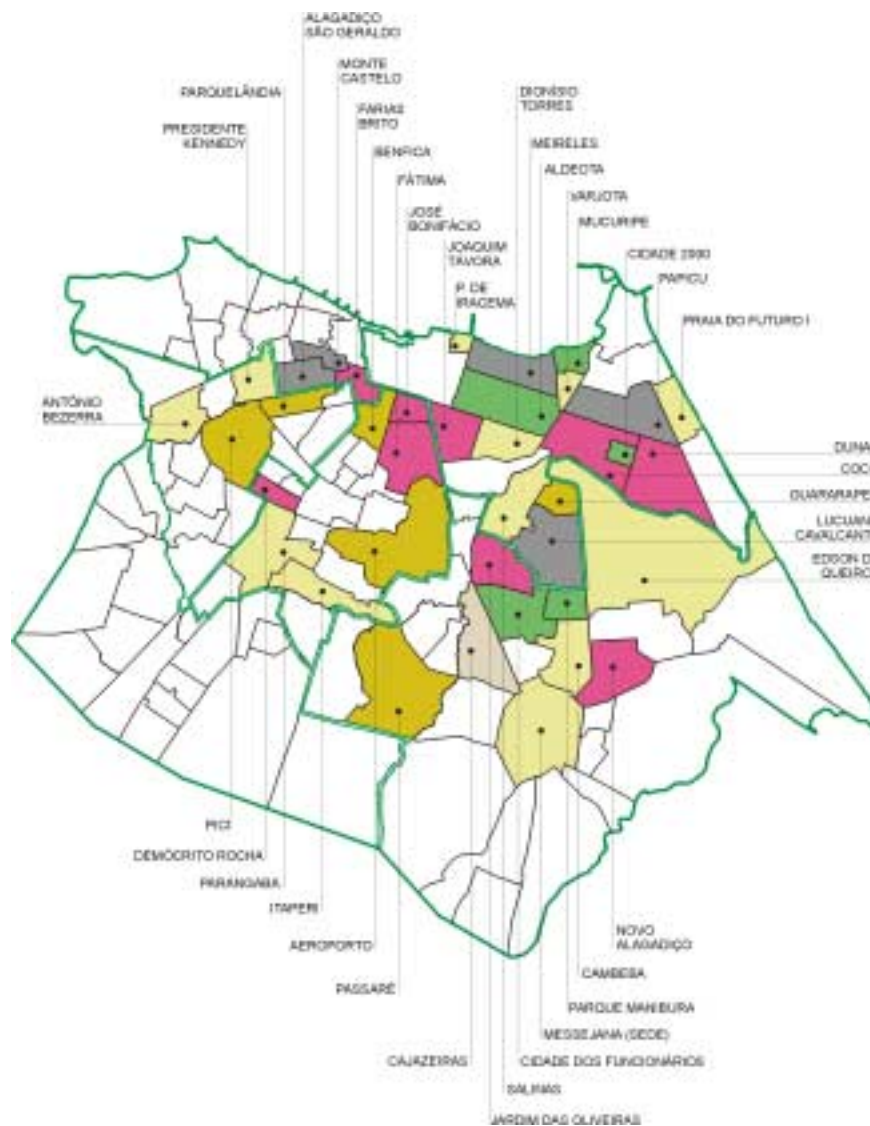 ALAGADIÇO
SÃO GERALDO
MONTE
CASTELO
PARQUELÂNDIA
DIONÍSIO
TORRES
FARIAS
BRITO
PRESIDENTE
KENNEDY
BENFICA
MEIRELES
ALDEOTA
FÁTIMA
VARJOTA
JOSÉ
BONIFÁCIO
MUCURIPE
JOAQUIM
TÁVORA
CIDADE 2000
P. DE
IRACEMA
PAPICU
PRAIA DO FUTURO I
ANTÔNIO
BEZERRA
DUNA
COC
GUARARAPE
LUCIAN
CAVALCANT
EDSON D
QUEIRO
PICI
DEMÓCRITO ROCHA
PARANGABA
ITAPERI
AEROPORTO
PASSARÉ
NOVO
ALAGADIÇO
CAMBEBA
PARQUE MANIBURA
MESSEJANA (SEDE)
CAJAZEIRAS
CIDADE DOS FUNCIONÁRIOS
SALINAS
JARDIM DAS OLIVEIRAS